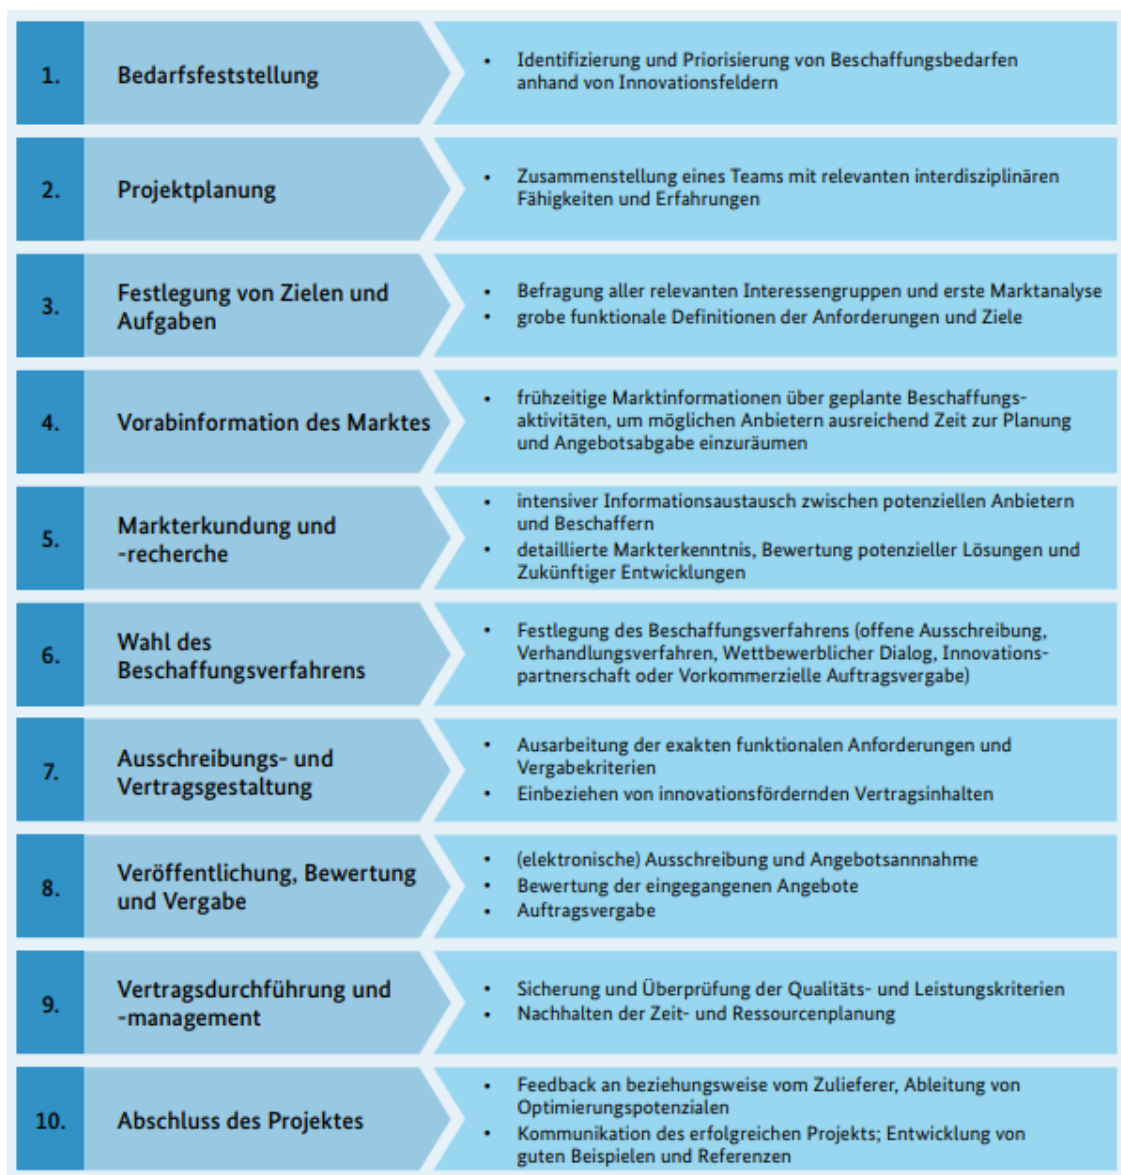 1.
Bedarfsfeststellung
• Identifizierung und Priorisierung von Beschaffungsbedarfen
anhand von Innovationsfeldern
2.
Projektplanung
• Zusammenstellung eines Teams mit relevanten interdisziplinären
Fähigkeiten und Erfahrungen
3.
Festlegung von Zielen und
Aufgaben
• Befragung aller relevanten Interessengruppen und erste Marktanalyse
• grobe funktionale Definitionen der Anforderungen und Ziele
4.
Vorabinformation des Marktes
• frühzeitige Marktinformationen über geplante Beschaffungs-
aktivitäten, um möglichen Anbietern ausreichend Zeit zur Planung
und Angebotsabgabe einzuräumen
5.
Markterkundung und
-recherche
• intensiver Informationsaustausch zwischen potenziellen Anbietern
und Beschaffern
• detaillierte Markterkenntnis, Bewertung potenzieller Lösungen und
Zukünftiger Entwicklungen
6.
Wahl des
Beschaffungsverfahrens
• Festlegung des Beschaffungsverfahrens (offene Ausschreibung,
Verhandlungsverfahren, Wettbewerblicher Dialog, Innovations-
partnerschaft oder Vorkommerzielle Auftragsvergabe)
7.
Ausschreibungs- und
Vertragsgestaltung
• Ausarbeitung der exakten funktionalen Anforderungen und
Vergabekriterien
• Einbeziehen von innovationsfördernden Vertragsinhalten
8.
Veröffentlichung, Bewertung
und Vergabe
• (elektronische) Ausschreibung und Angebotsannnahme
• Bewertung der eingegangenen Angebote
• Auftragsvergabe
9.
Vertragsdurchführung und
-management
• Sicherung und Überprüfung der Qualitäts- und Leistungskriterien
• Nachhalten der Zeit- und Ressourcenplanung
10.
Abschluss des Projektes
• Feedback an beziehungsweise vom Zulieferer, Ableitung von
Optimierungspotenzialen
• Kommunikation des erfolgreichen Projekts; Entwicklung von
guten Beispielen und Referenzen